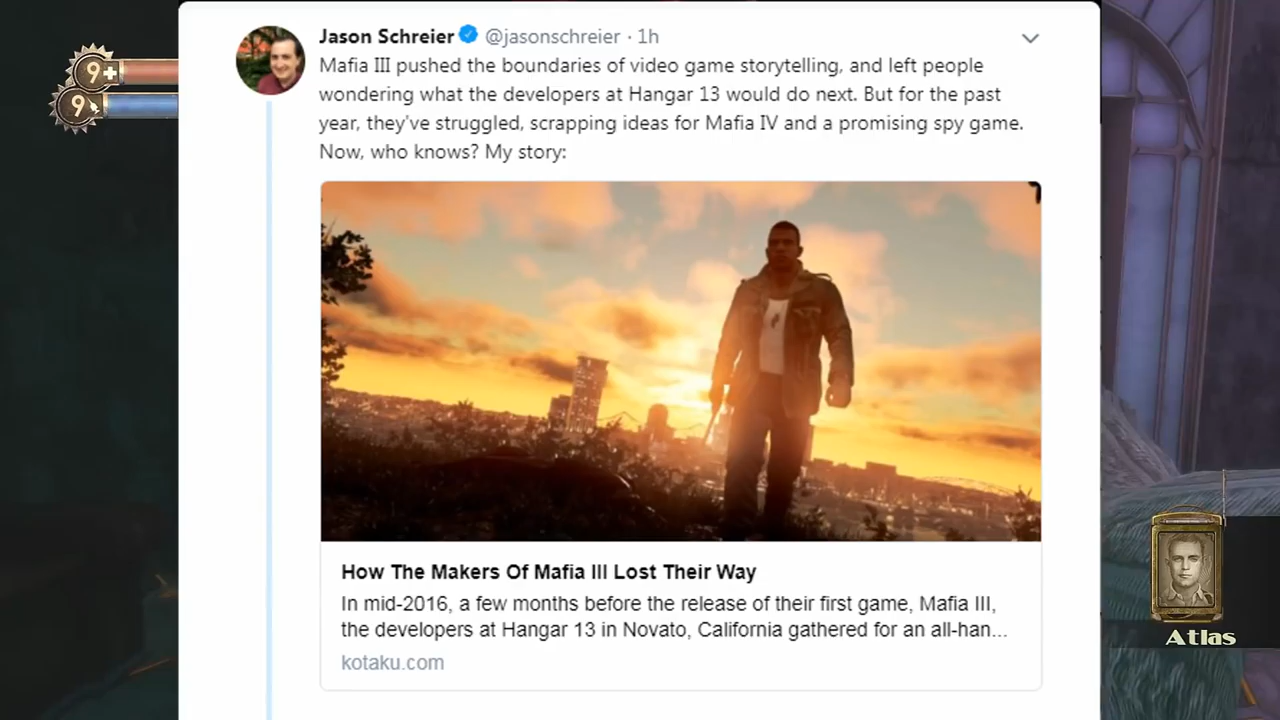 Jason Schreier @jasonschreier · 1h
Mafia III pushed the boundaries of video game storytelling, and left people
wondering what the developers at Hangar 13 would do next. But for the past
year, they've struggled, scrapping ideas for Mafia IV and a promising spy game.
Now, who knows? My story:
9+
9
How The Makers Of Mafia III Lost Their Way
In mid-2016, a few months before the release of their first game, Mafia III,
the developers at Hangar 13 in Novato, California gathered for an all-han...
kotaku.com
Atlas